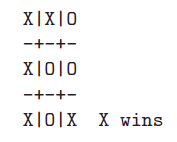 X|X|O
-+-+-
X|O|O
-+-+-
X|O|X  X wins